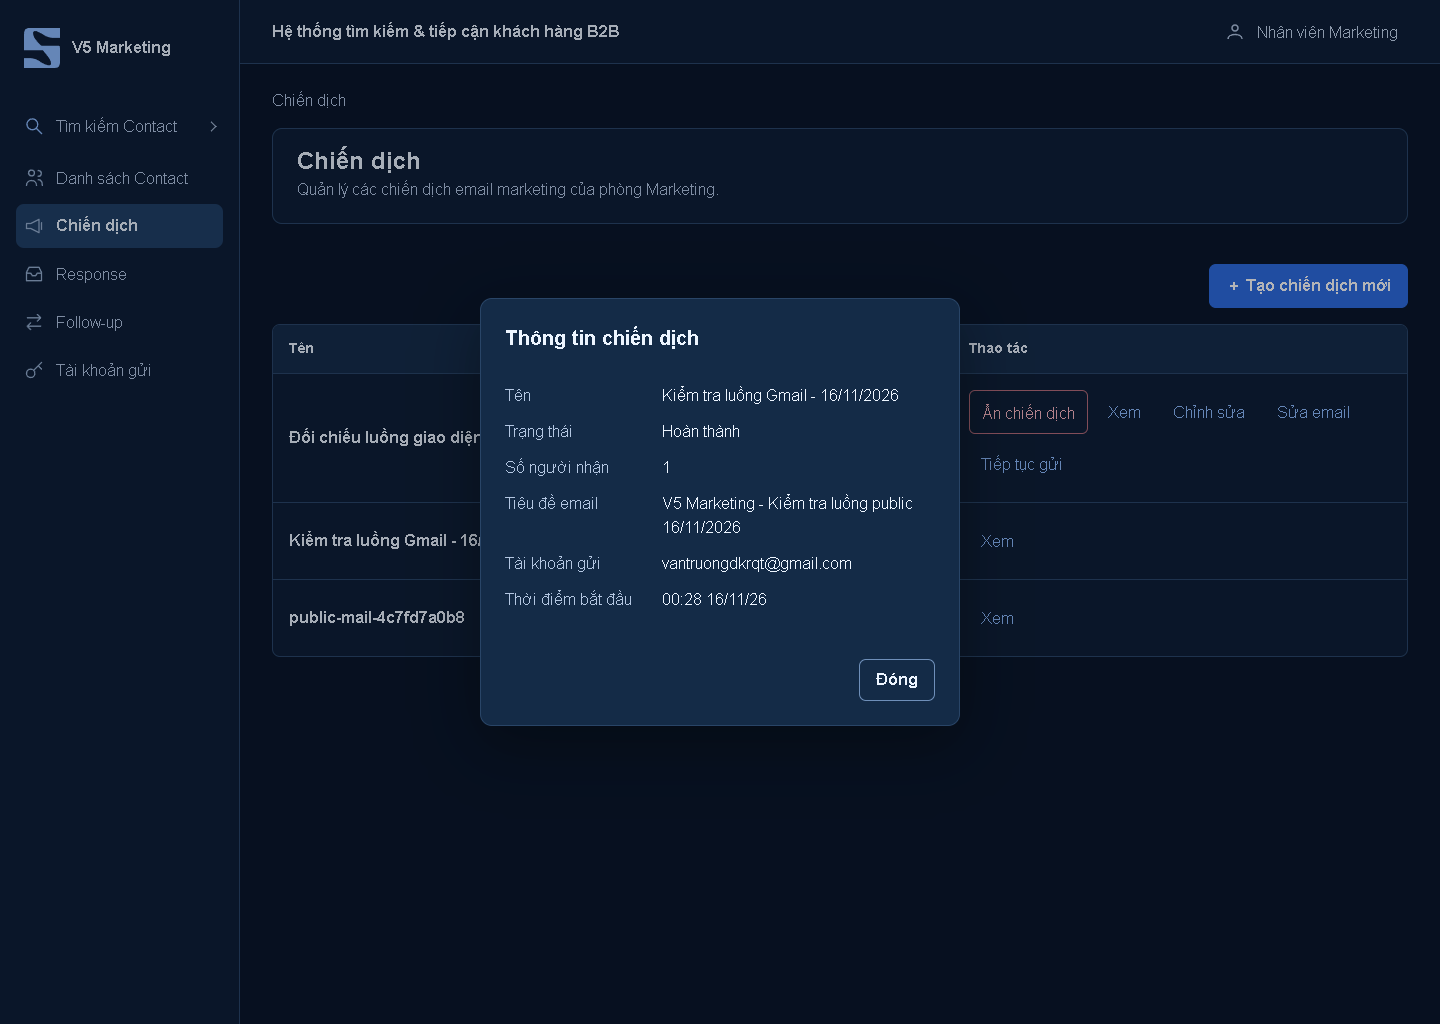 V5 Marketing
Hệ thống tìm kiếm & tiếp cận khách hàng B2B
Nhân viên Marketing
Tìm kiếm Contact
Danh sách Contact
Chiến dịch
Response
Follow-up
Tài khoản gửi
Chiến dịch
Chiến dịch
Quản lý các chiến dịch email marketing của phòng Marketing.
+ Tạo chiến dịch mới
Tên
Thao tác
Đối chiếu luồng giao diện
Ẩn chiến dịch
Xem
Chỉnh sửa
Sửa email
Tiếp tục gửi
Kiểm tra luồng Gmail - 16/
Xem
public-mail-4c7fd7a0b8
Xem
Thông tin chiến dịch
Tên Kiểm tra luồng Gmail - 16/11/2026
Trạng thái Hoàn thành
Số người nhận 1
Tiêu đề email V5 Marketing - Kiểm tra luồng public
16/11/2026
Tài khoản gửi vantruongdkrqt@gmail.com
Thời điểm bắt đầu 00:28 16/11/26
Đóng